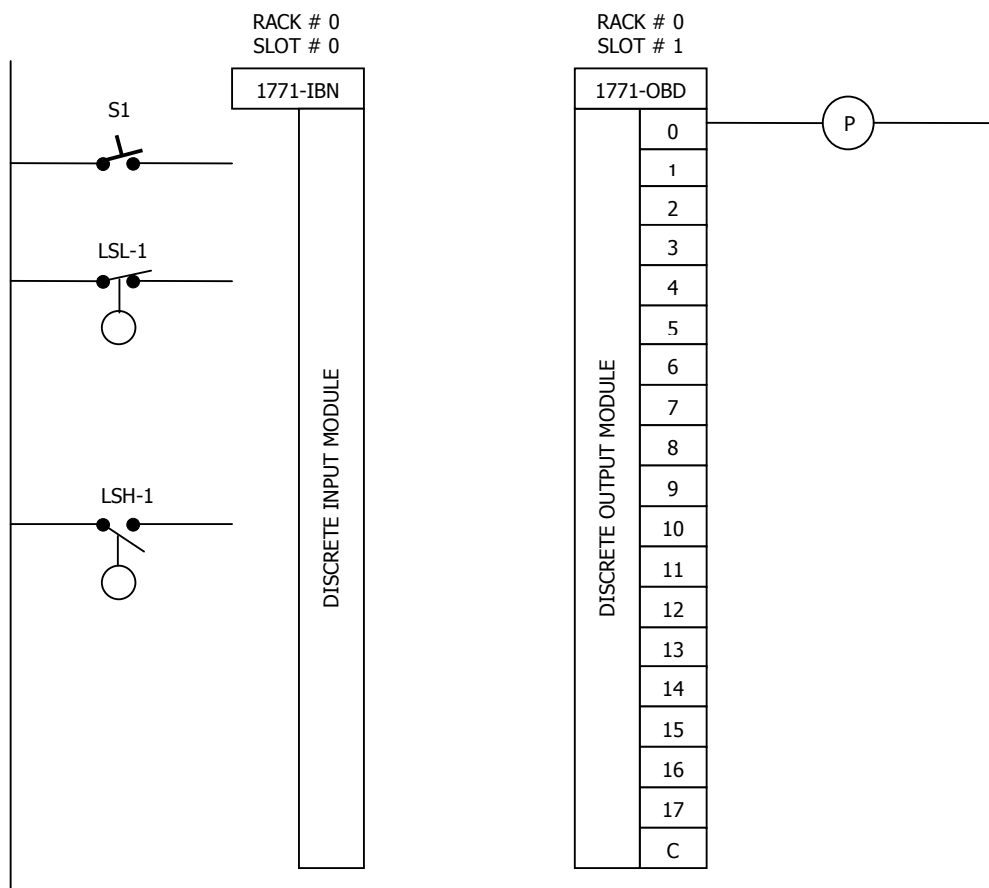 RACK # 0
SLOT # 0
1771-IBN
S1
LSL-1
LSH-1
DISCRETE INPUT MODULE
RACK # 0
SLOT # 1
1771-OBD
DISCRETE OUTPUT MODULE
0
1
2
3
4
5
6
7
8
9
10
11
12
13
14
15
16
17
C
P